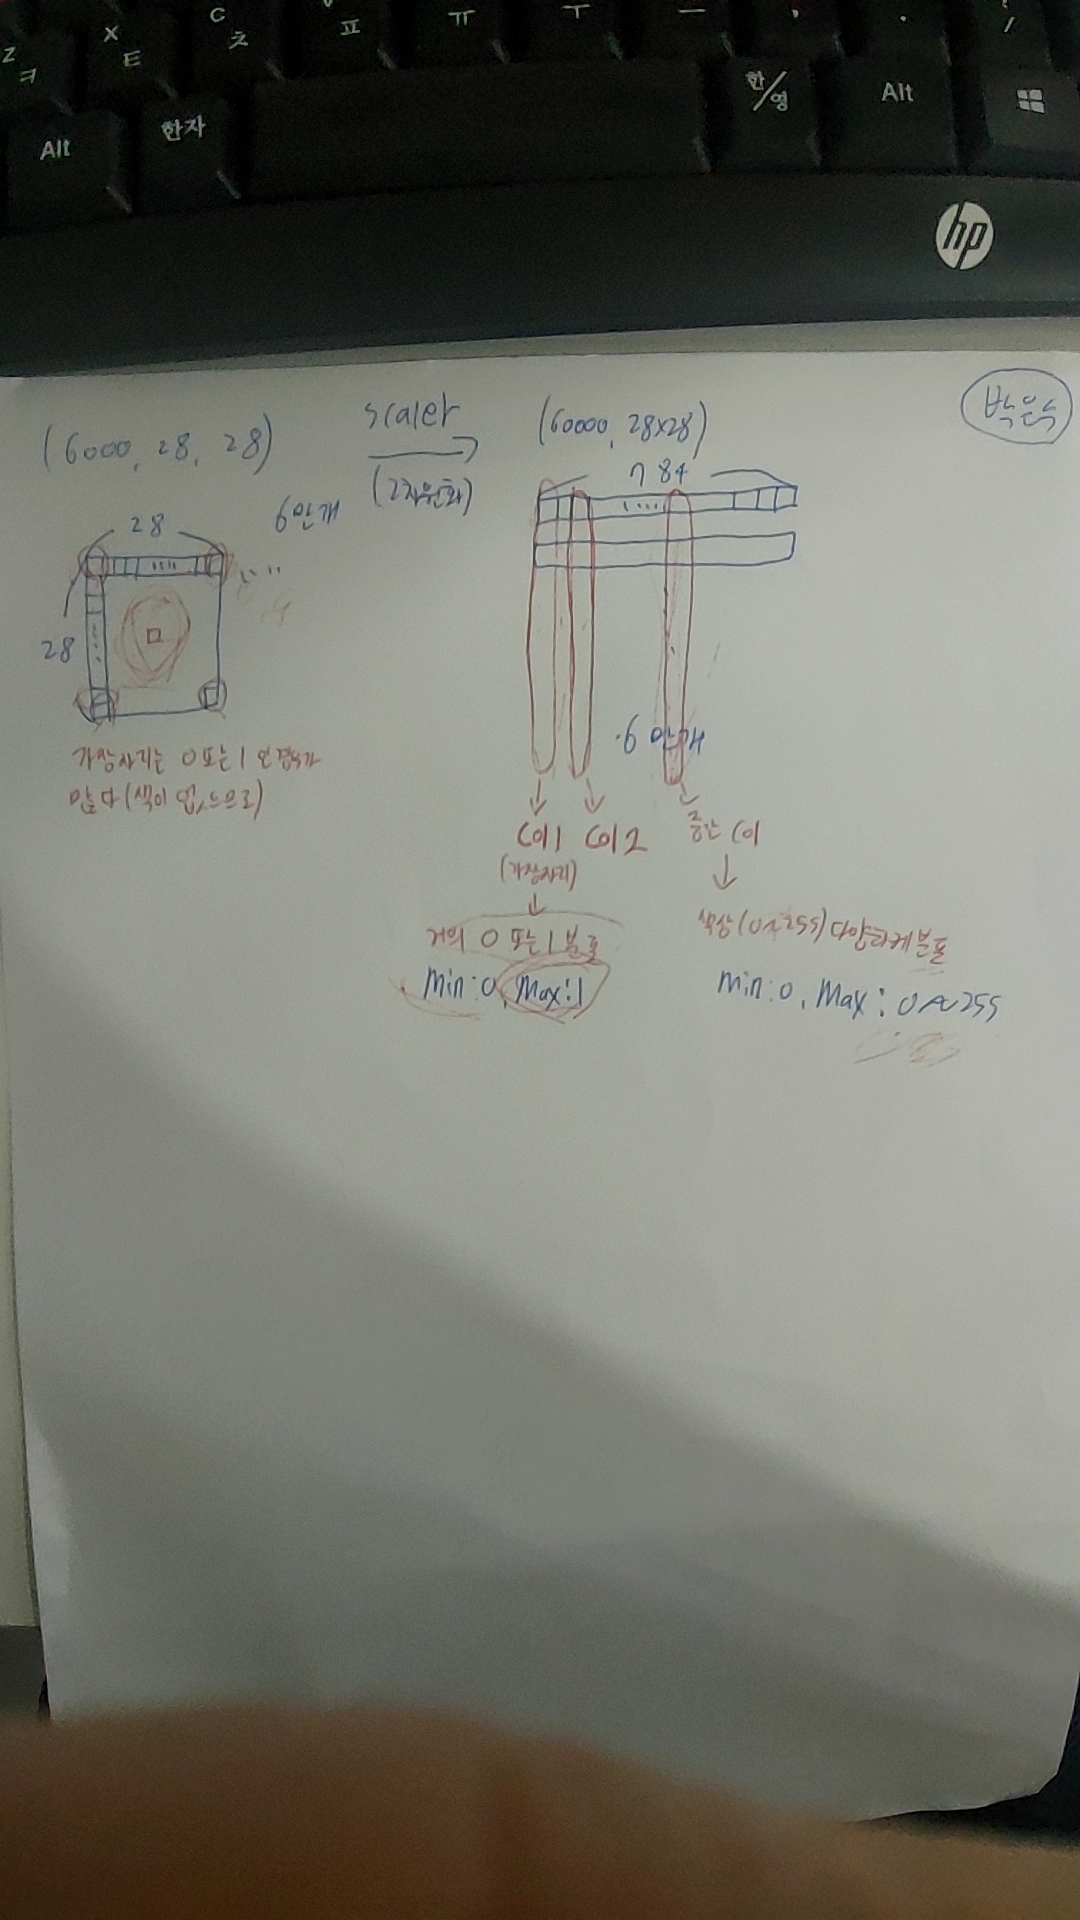 Z ㅋ
X ㅌ
C ㅊ
ㅍ
ㅠ
ㅜ
ㅡ
,
.
/
Alt
한자
한/영
Alt
hp
(6000, 28, 28)
scaler
(2차원화)
(60000, 28×28)
784
28
6만개
28
가장자리는 0 또는 1 인 경우가
많다 (색이 없으므로)
6만개
Col1 Col2
중간 Col
(가장자리)
거의 0 또는 1 분포
Min:0, Max:1
색상(0~255) 다양하게 분포
Min:0, Max: 0~255